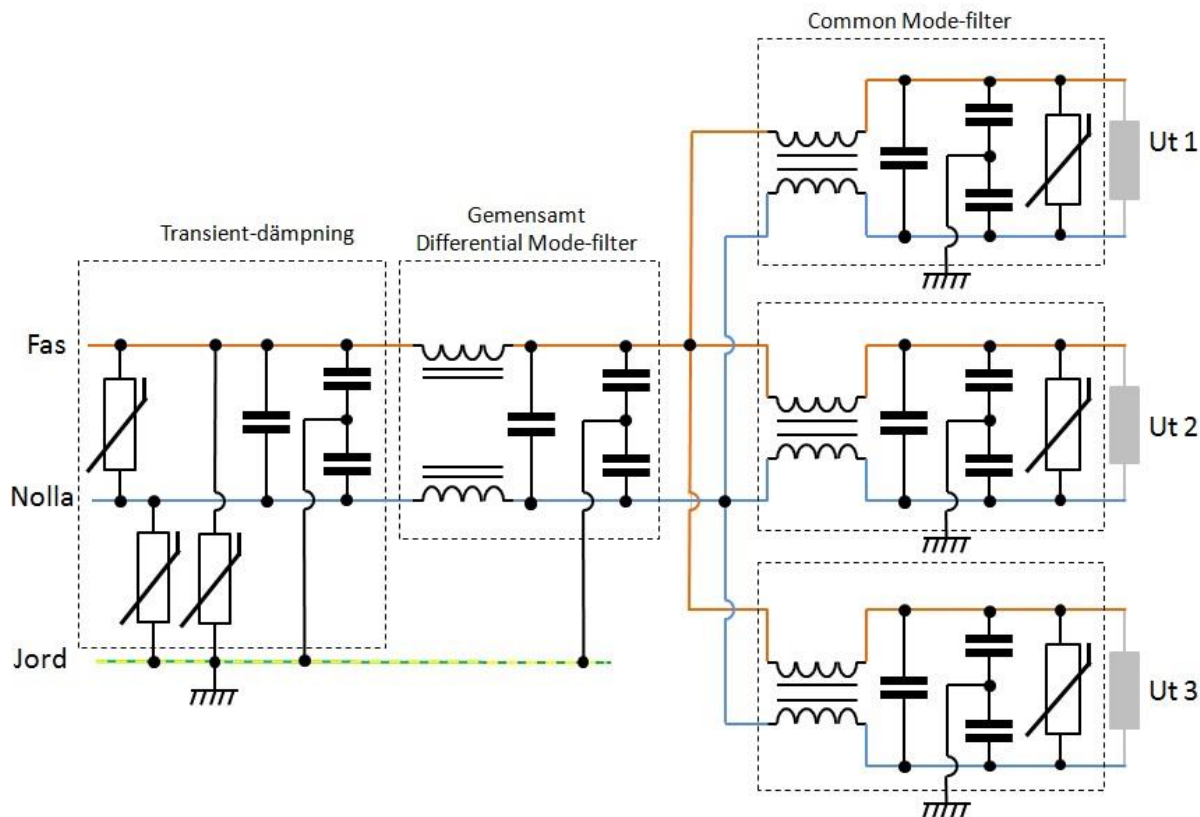 Common Mode-filter
Ut 1
Gemensamt
Differential Mode-filter
Transient-dämpning
Fas
Ut 2
Nolla
Jord
Ut 3